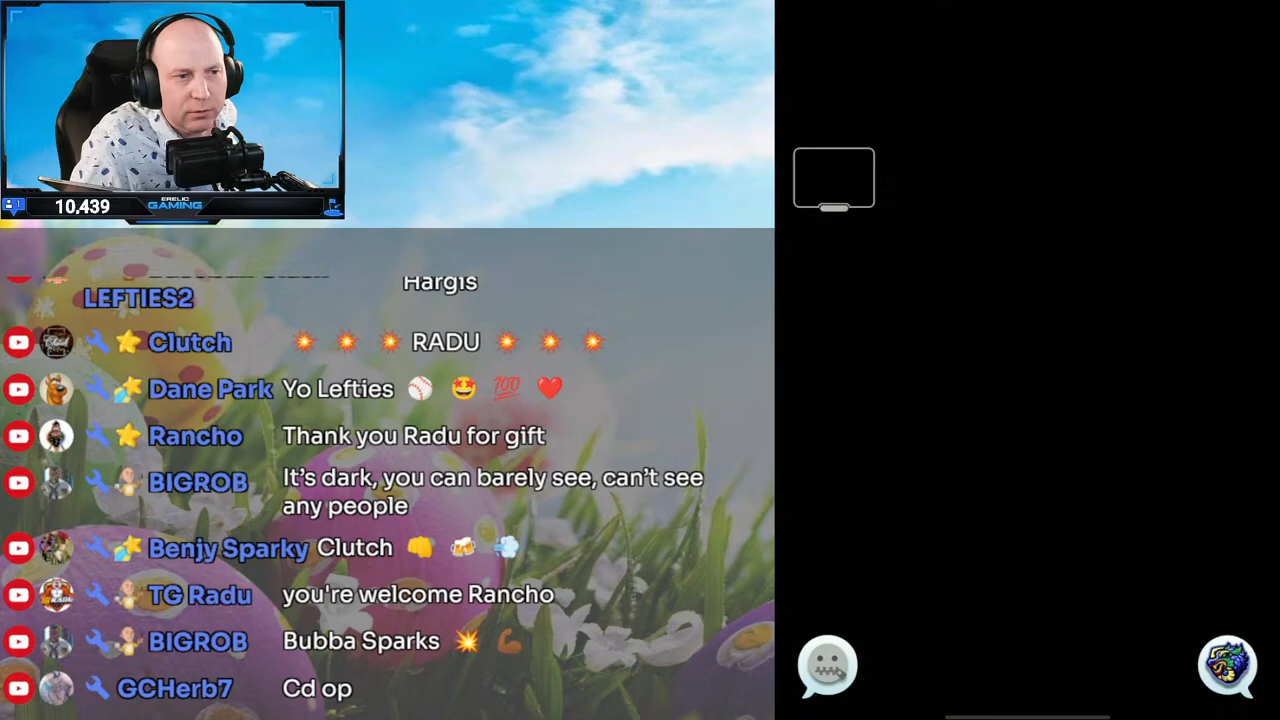 10,439
ERELIC
GAMING
Hargis
LEFTIES2
Clutch RADU
Dane Park Yo Lefties ⚾ 🤩 💯 ❤️
Rancho Thank you Radu for gift
BIGROB It's dark, you can barely see, can't see
any people
Benjy Sparky Clutch
TG Radu you're welcome Rancho
BIGROB Bubba Sparks
GCHerb7 Cd op